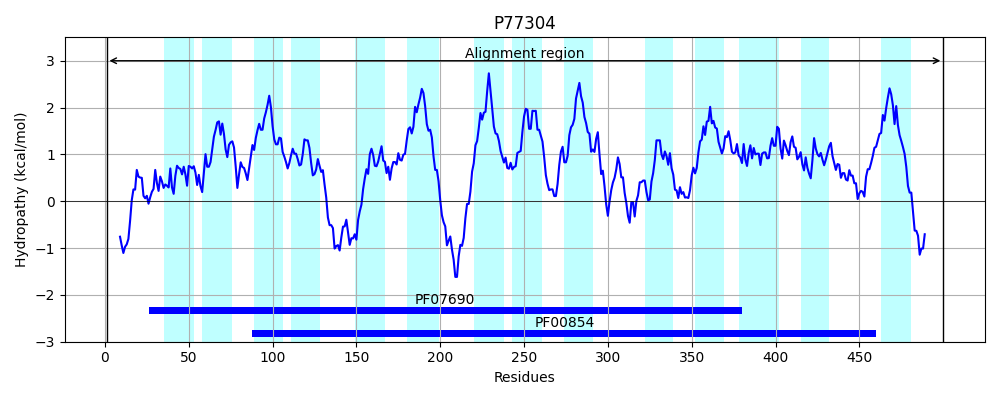 P77304
Alignment region
3
2
1
0
−1
−2
−3
Hydropathy (kcal/mol)
PF07690
PF00854
0 50 100 150 200 250 300 350 400 450
Residues